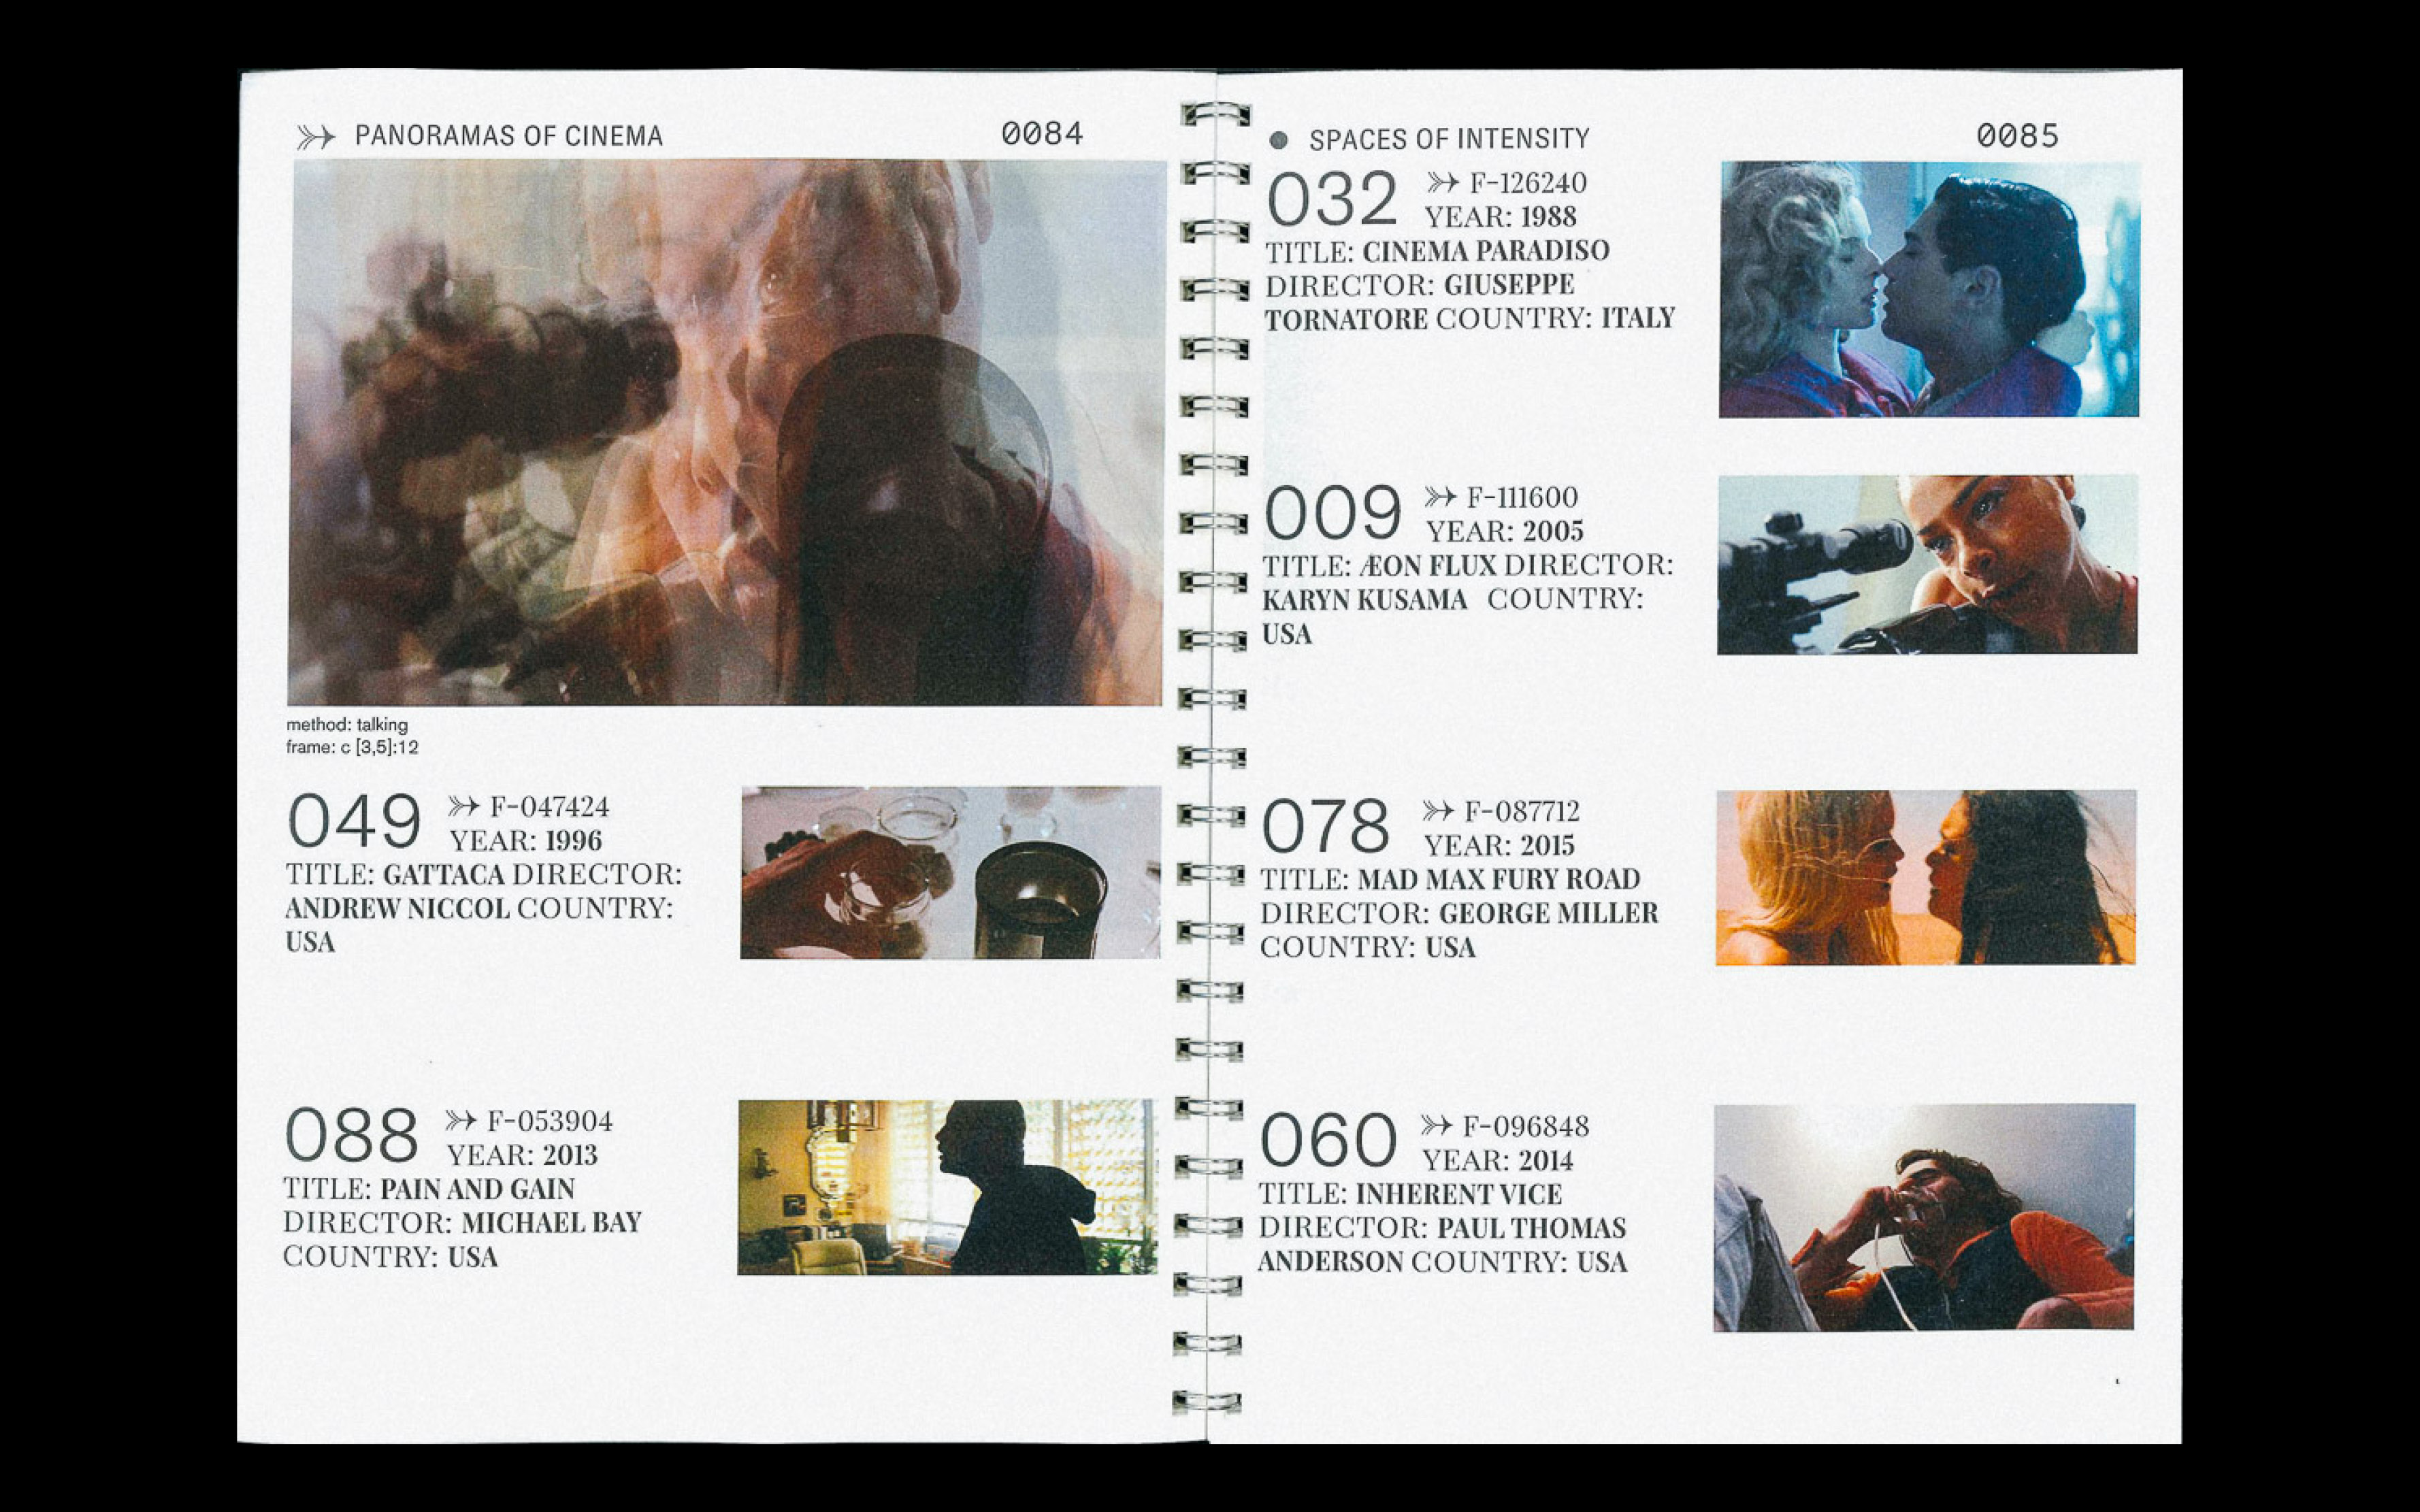 PANORAMAS OF CINEMA
0084
method: talking
frame: c [3,5]:12
049
F-047424
YEAR: 1996
TITLE: GATTACA DIRECTOR:
ANDREW NICCOL COUNTRY:
USA
088
F-053904
YEAR: 2013
TITLE: PAIN AND GAIN
DIRECTOR: MICHAEL BAY
COUNTRY: USA
SPACES OF INTENSITY
0085
032
F-126240
YEAR: 1988
TITLE: CINEMA PARADISO
DIRECTOR: GIUSEPPE
TORNATORE COUNTRY: ITALY
009
F-111600
YEAR: 2005
TITLE: ÆON FLUX DIRECTOR:
KARYN KUSAMA COUNTRY:
USA
078
F-087712
YEAR: 2015
TITLE: MAD MAX FURY ROAD
DIRECTOR: GEORGE MILLER
COUNTRY: USA
060
F-096848
YEAR: 2014
TITLE: INHERENT VICE
DIRECTOR: PAUL THOMAS
ANDERSON COUNTRY: USA